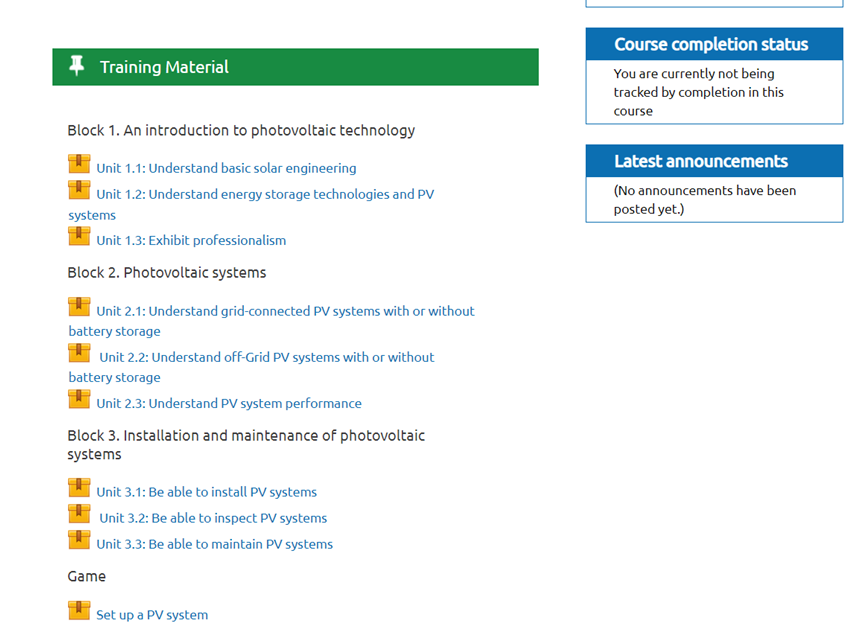 Training Material
Block 1. An introduction to photovoltaic technology
Unit 1.1: Understand basic solar engineering
Unit 1.2: Understand energy storage technologies and PV
systems
Unit 1.3: Exhibit professionalism
Block 2. Photovoltaic systems
Unit 2.1: Understand grid-connected PV systems with or without
battery storage
Unit 2.2: Understand off-Grid PV systems with or without
battery storage
Unit 2.3: Understand PV system performance
Block 3. Installation and maintenance of photovoltaic
systems
Unit 3.1: Be able to install PV systems
Unit 3.2: Be able to inspect PV systems
Unit 3.3: Be able to maintain PV systems
Game
Set up a PV system
Course completion status
You are currently not being
tracked by completion in this
course
Latest announcements
(No announcements have been
posted yet.)